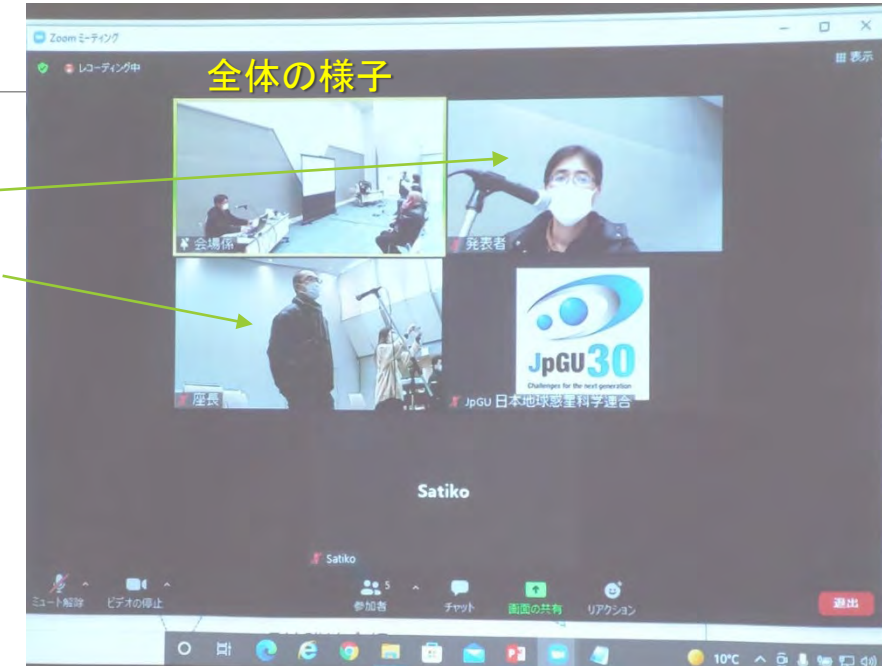 Zoom ミーティング
レコーディング中
表示
全体の様子
会場係
発表者
座長
JpGU 30
Challenges for the next generation
JpGU 日本地球惑星科学連合
Satiko
Satiko
ミュート解除
ビデオの停止
5
参加者
チャット
画面の共有
リアクション
退出
10°C